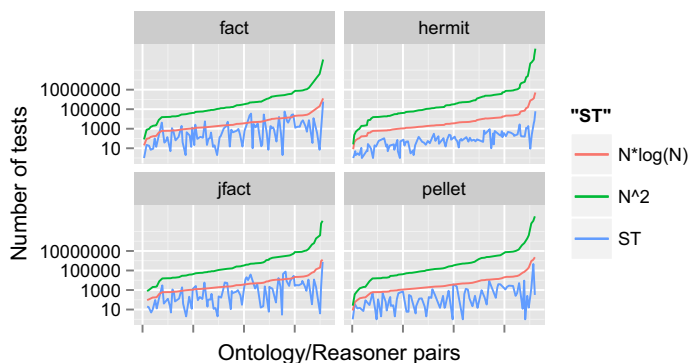 fact
hermit
10000000
100000
1000
10
jfact
pellet
10000000
100000
1000
10
Number of tests
Ontology/Reasoner pairs
"ST"
N*log(N)
N^2
ST